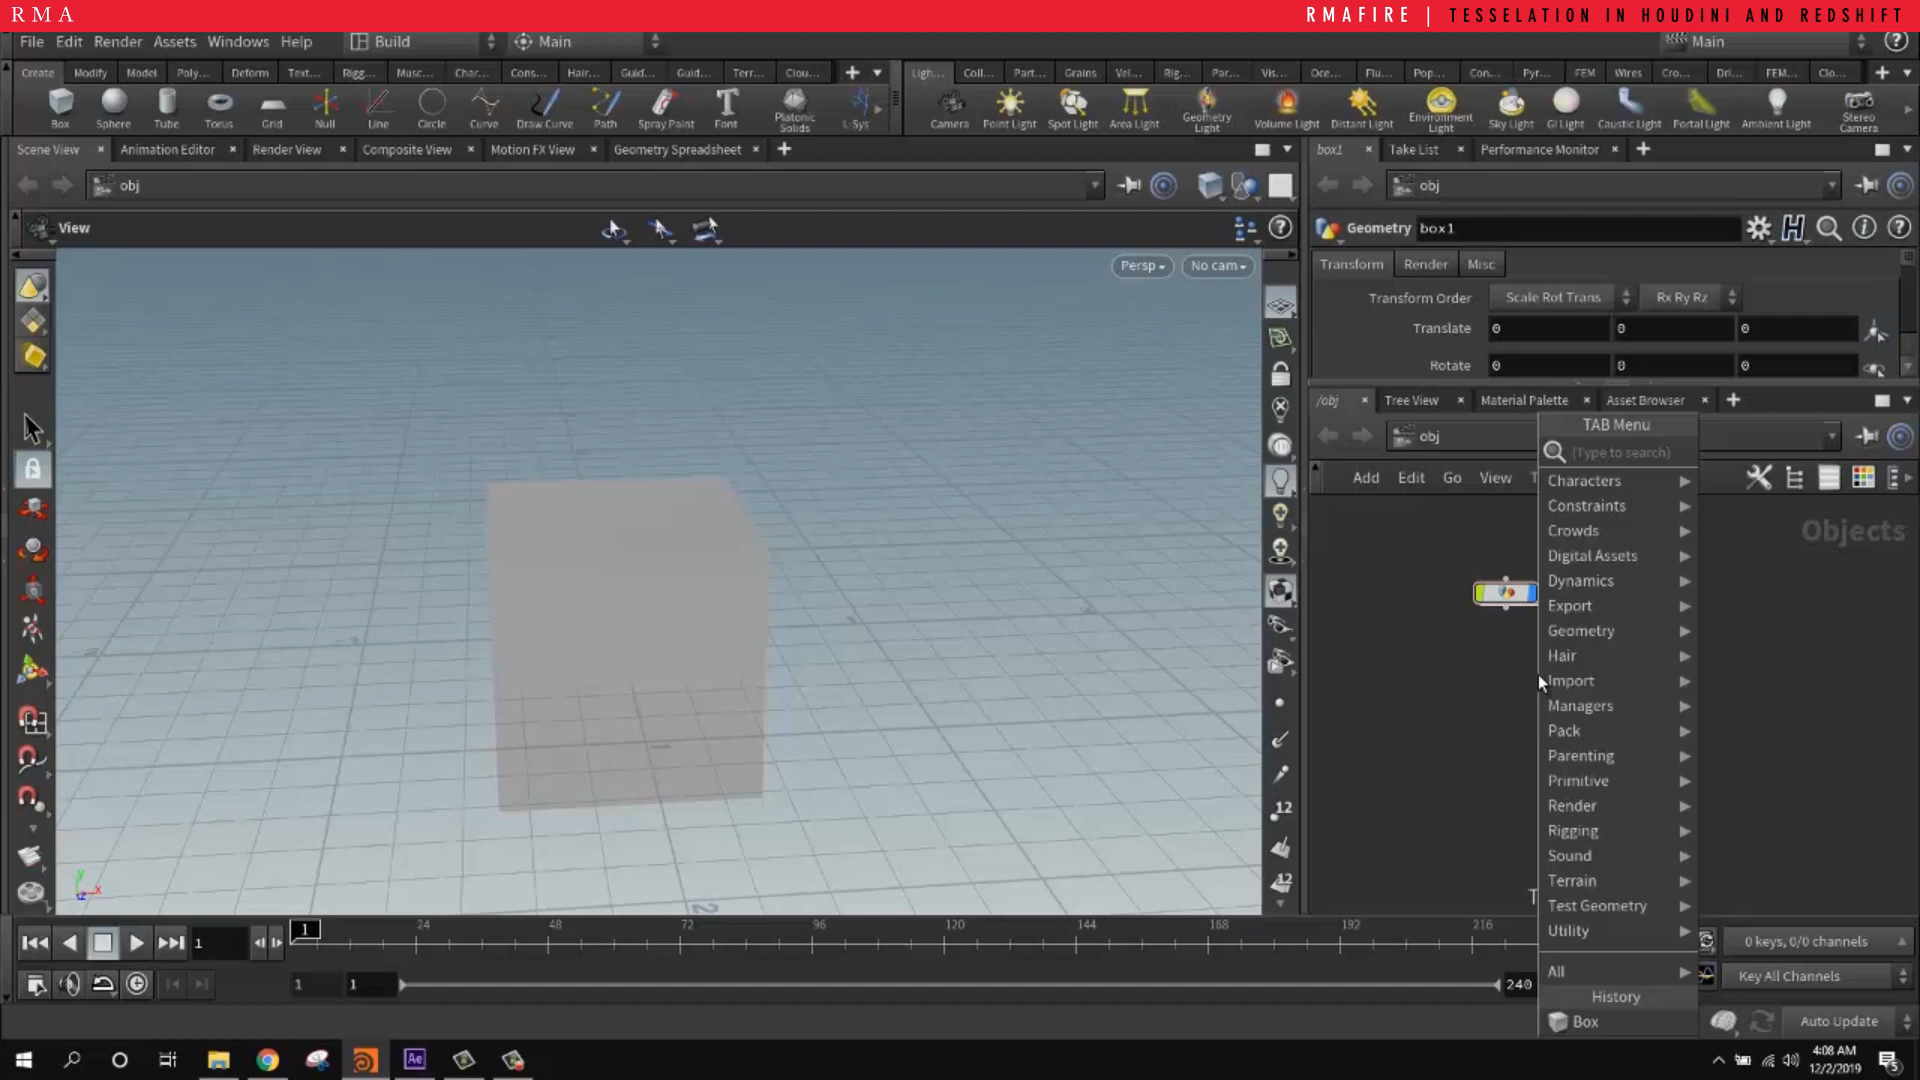 RMA
RMAFIRE | TESSELATION IN HOUDINI AND REDSHIFT
File Edit Render Assets Windows Help Build Main Main
Create Modify Model Poly... Deform Text... Rigg... Musc... Char... Cons... Hair... Guid... Guid... Terr... Clou... Ligh... Coll... Part... Grains Vel... Rig... Par... Vis... Oce... Flu... Pop... Con... Pyr... FEM Wires Cro... Dri... FEM... Clo...
Box Sphere Tube Torus Grid Null Line Circle Curve Draw Curve Path Spray Paint Font Platonic Solids L-Sys Camera Point Light Spot Light Area Light Geometry Light Volume Light Distant Light Environment Light Sky Light GI Light Caustic Light Portal Light Ambient Light Stereo Camera
Scene View Animation Editor Render View Composite View Motion FX View Geometry Spreadsheet box1 Take List Performance Monitor
obj obj
View Geometry box1
Persp No cam Transform Render Misc
Transform Order Scale Rot Trans Rx Ry Rz
Translate 0 0 0
Rotate 0 0 0
/obj Tree View Material Palette Asset Browser
obj
TAB Menu
(Type to search)
Add Edit Go View T
Objects
Characters
Constraints
Crowds
Digital Assets
Dynamics
Export
Geometry
Hair
Import
Managers
Pack
Parenting
Primitive
Render
Rigging
Sound
Terrain
Test Geometry
Utility
All
History
Box
12
12
y
x
z
2
1 1 24 48 72 96 120 144 168 192 216 0 keys, 0/0 channels
1 1 240 Key All Channels
Auto Update
Ae
4:08 AM
12/2/2019
5